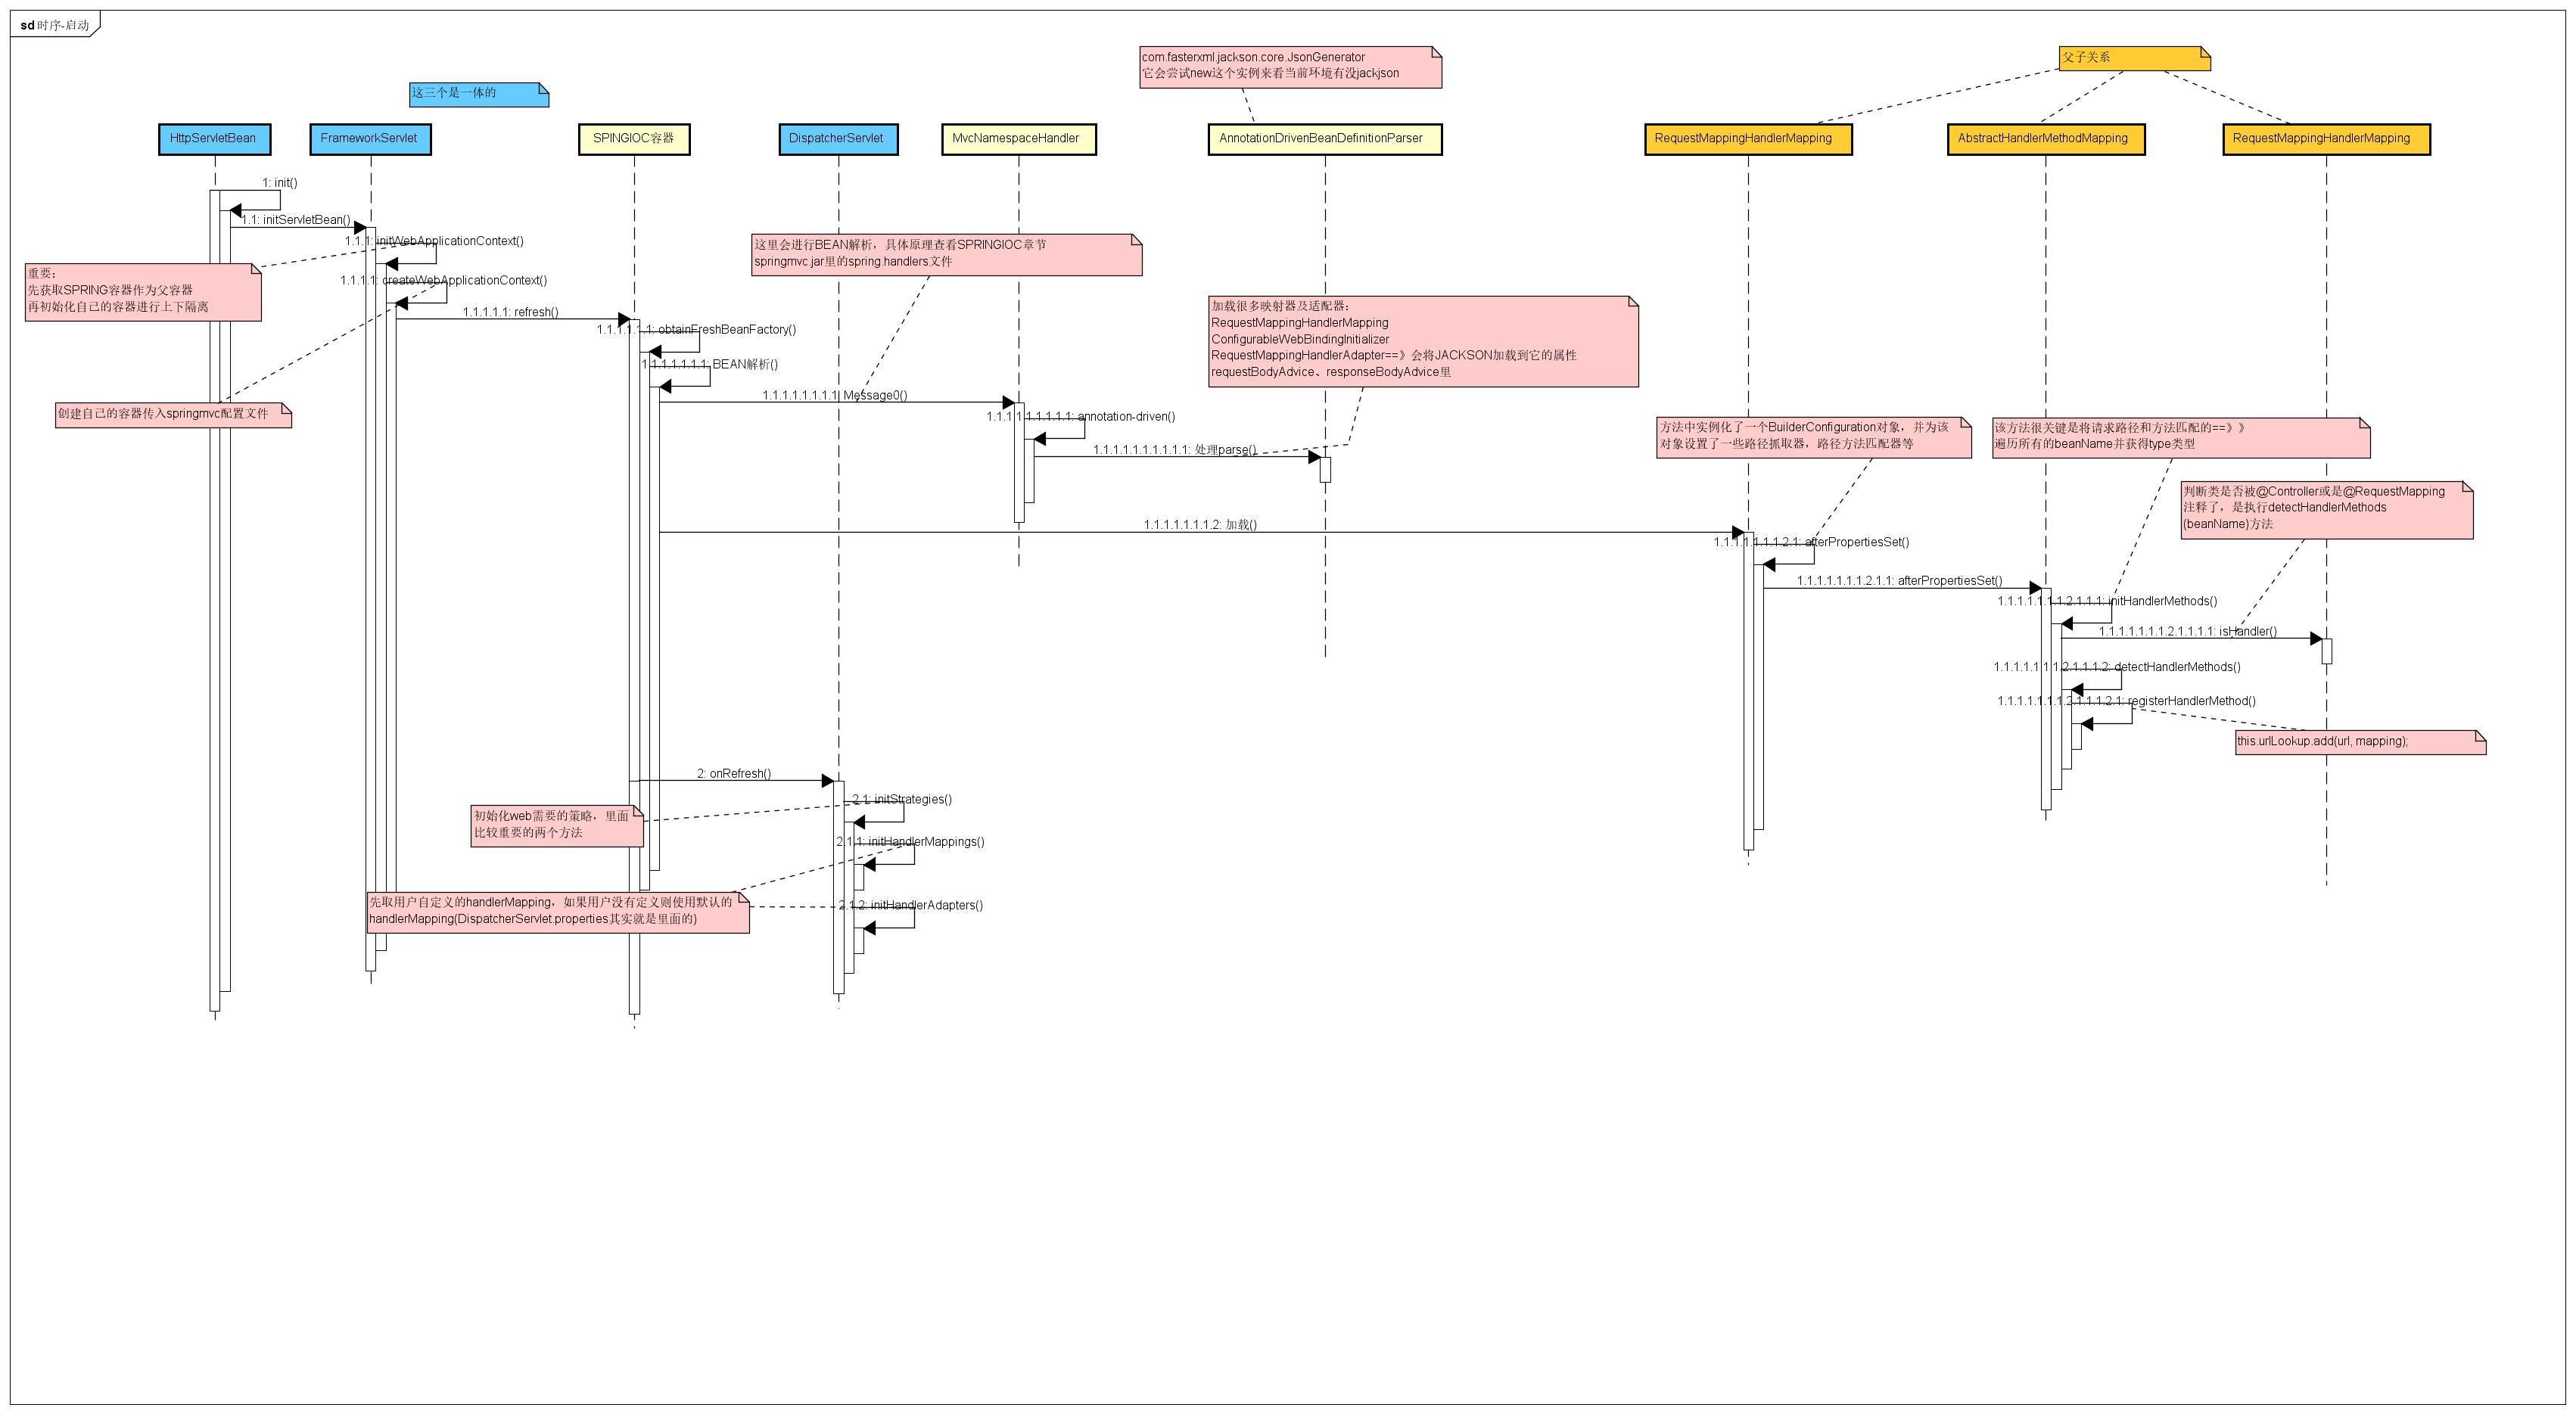 sd 时序-启动
com.fasterxml.jackson.core.JsonGenerator
它会尝试new这个实例来看当前环境有没jackjson
父子关系
这三个是一体的
HttpServletBean
FrameworkServlet
SPINGIOC容器
DispatcherServlet
MvcNamespaceHandler
AnnotationDrivenBeanDefinitionParser
RequestMappingHandlerMapping
AbstractHandlerMethodMapping
RequestMappingHandlerMapping
1: init()
1.1: initServletBean()
1.1.1: initWebApplicationContext()
重要：
先获取SPRING容器作为父容器
再初始化自己的容器进行上下隔离
1.1.1.1: createWebApplicationContext()
这里会进行BEAN解析，具体原理查看SPRINGIOC章节
springmvc.jar里的spring.handlers文件
1.1.1.1.1: refresh()
1.1.1.1.1.1: obtainFreshBeanFactory()
1.1.1.1.1.1.1: BEAN解析()
加载很多映射器及适配器：
RequestMappingHandlerMapping
ConfigurableWebBindingInitializer
RequestMappingHandlerAdapter==》会将JACKSON加载到它的属性
requestBodyAdvice、responseBodyAdvice里
创建自己的容器传入springmvc配置文件
1.1.1.1.1.1.1.1: Message0()
1.1.1.1.1.1.1.1.1: annotation-driven()
1.1.1.1.1.1.1.1.1.1: 处理parse()
方法中实例化了一个BuilderConfiguration对象，并为该
对象设置了一些路径抓取器，路径方法匹配器等
该方法很关键是将请求路径和方法匹配的==》》
遍历所有的beanName并获得type类型
判断类是否被@Controller或是@RequestMapping
注释了，是执行detectHandlerMethods
(beanName)方法
1.1.1.1.1.1.1.2: 加载()
1.1.1.1.1.1.1.2.1: afterPropertiesSet()
1.1.1.1.1.1.1.2.1.1: afterPropertiesSet()
1.1.1.1.1.1.1.2.1.1.1: initHandlerMethods()
1.1.1.1.1.1.1.2.1.1.1.1: isHandler()
1.1.1.1.1.1.1.2.1.1.1.2: detectHandlerMethods()
1.1.1.1.1.1.1.2.1.1.1.2.1: registerHandlerMethod()
this.urlLookup.add(url, mapping);
2: onRefresh()
2.1: initStrategies()
初始化web需要的策略，里面
比较重要的两个方法
2.1.1: initHandlerMappings()
先取用户自定义的handlerMapping，如果用户没有定义则使用默认的
handlerMapping(DispatcherServlet.properties其实就是里面的)
2.1.2: initHandlerAdapters()